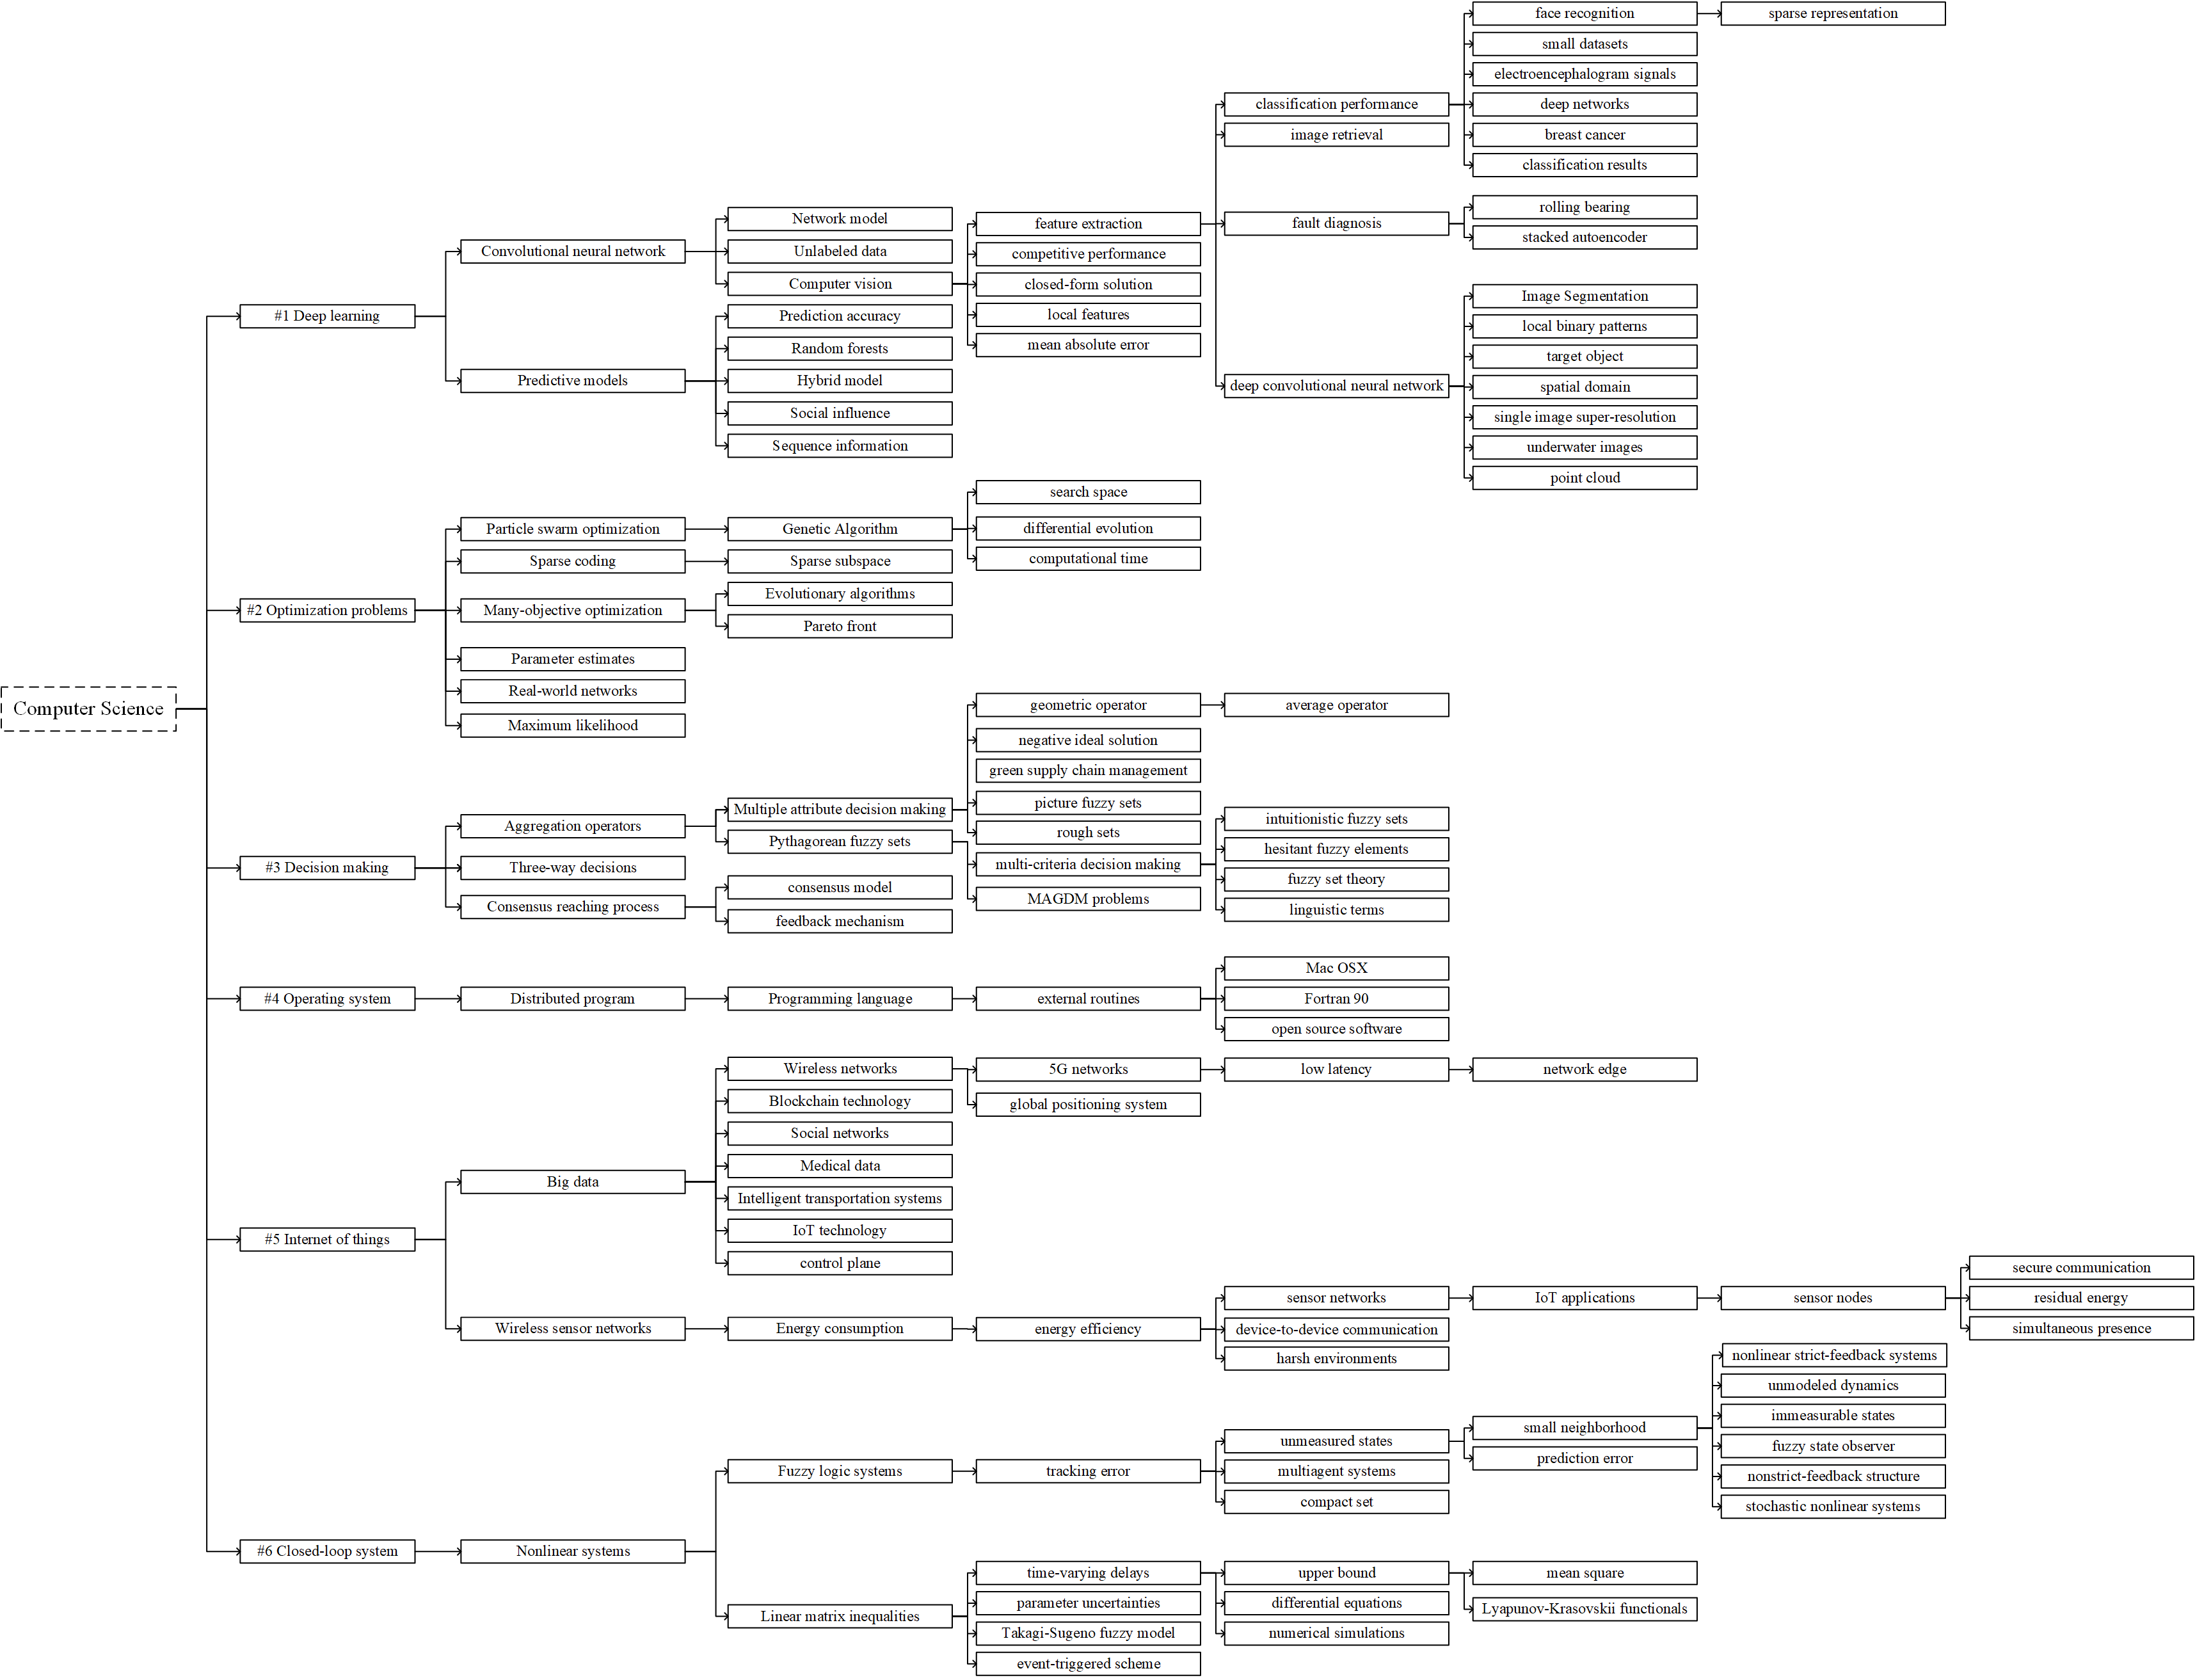 Computer Science
#1 Deep learning
Convolutional neural network
Network model
Unlabeled data
Computer vision
feature extraction
classification performance
face recognition
sparse representation
small datasets
electroencephalogram signals
deep networks
breast cancer
classification results
image retrieval
fault diagnosis
rolling bearing
stacked autoencoder
deep convolutional neural network
Image Segmentation
local binary patterns
target object
spatial domain
single image super-resolution
underwater images
point cloud
competitive performance
closed-form solution
local features
mean absolute error
Predictive models
Prediction accuracy
Random forests
Hybrid model
Social influence
Sequence information
#2 Optimization problems
Particle swarm optimization
Genetic Algorithm
search space
differential evolution
computational time
Sparse coding
Sparse subspace
Many-objective optimization
Evolutionary algorithms
Pareto front
Parameter estimates
Real-world networks
Maximum likelihood
#3 Decision making
Aggregation operators
Multiple attribute decision making
geometric operator
average operator
negative ideal solution
green supply chain management
picture fuzzy sets
rough sets
Pythagorean fuzzy sets
multi-criteria decision making
intuitionistic fuzzy sets
hesitant fuzzy elements
fuzzy set theory
linguistic terms
MAGDM problems
Three-way decisions
Consensus reaching process
consensus model
feedback mechanism
#4 Operating system
Distributed program
Programming language
external routines
Mac OSX
Fortran 90
open source software
#5 Internet of things
Big data
Wireless networks
5G networks
low latency
network edge
global positioning system
Blockchain technology
Social networks
Medical data
Intelligent transportation systems
IoT technology
control plane
Wireless sensor networks
Energy consumption
energy efficiency
sensor networks
IoT applications
sensor nodes
secure communication
residual energy
simultaneous presence
device-to-device communication
harsh environments
#6 Closed-loop system
Nonlinear systems
Fuzzy logic systems
tracking error
unmeasured states
small neighborhood
nonlinear strict-feedback systems
unmodeled dynamics
immeasurable states
fuzzy state observer
nonstrict-feedback structure
stochastic nonlinear systems
prediction error
multiagent systems
compact set
Linear matrix inequalities
time-varying delays
upper bound
mean square
Lyapunov-Krasovskii functionals
differential equations
numerical simulations
parameter uncertainties
Takagi-Sugeno fuzzy model
event-triggered scheme